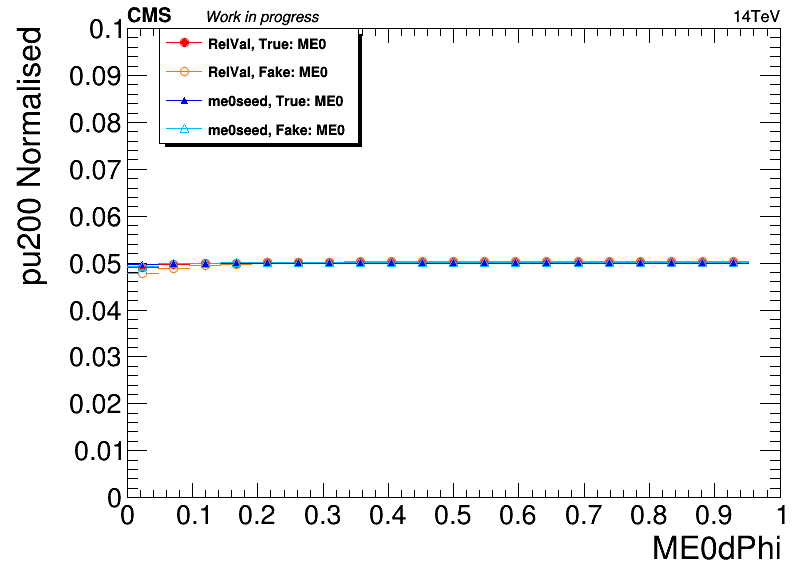 CMS Work in progress 14TeV
pu200 Normalised
0.1
0.09
0.08
0.07
0.06
0.05
0.04
0.03
0.02
0.01
0
RelVal, True: ME0
RelVal, Fake: ME0
me0seed, True: ME0
me0seed, Fake: ME0
0 0.1 0.2 0.3 0.4 0.5 0.6 0.7 0.8 0.9 1
ME0dPhi